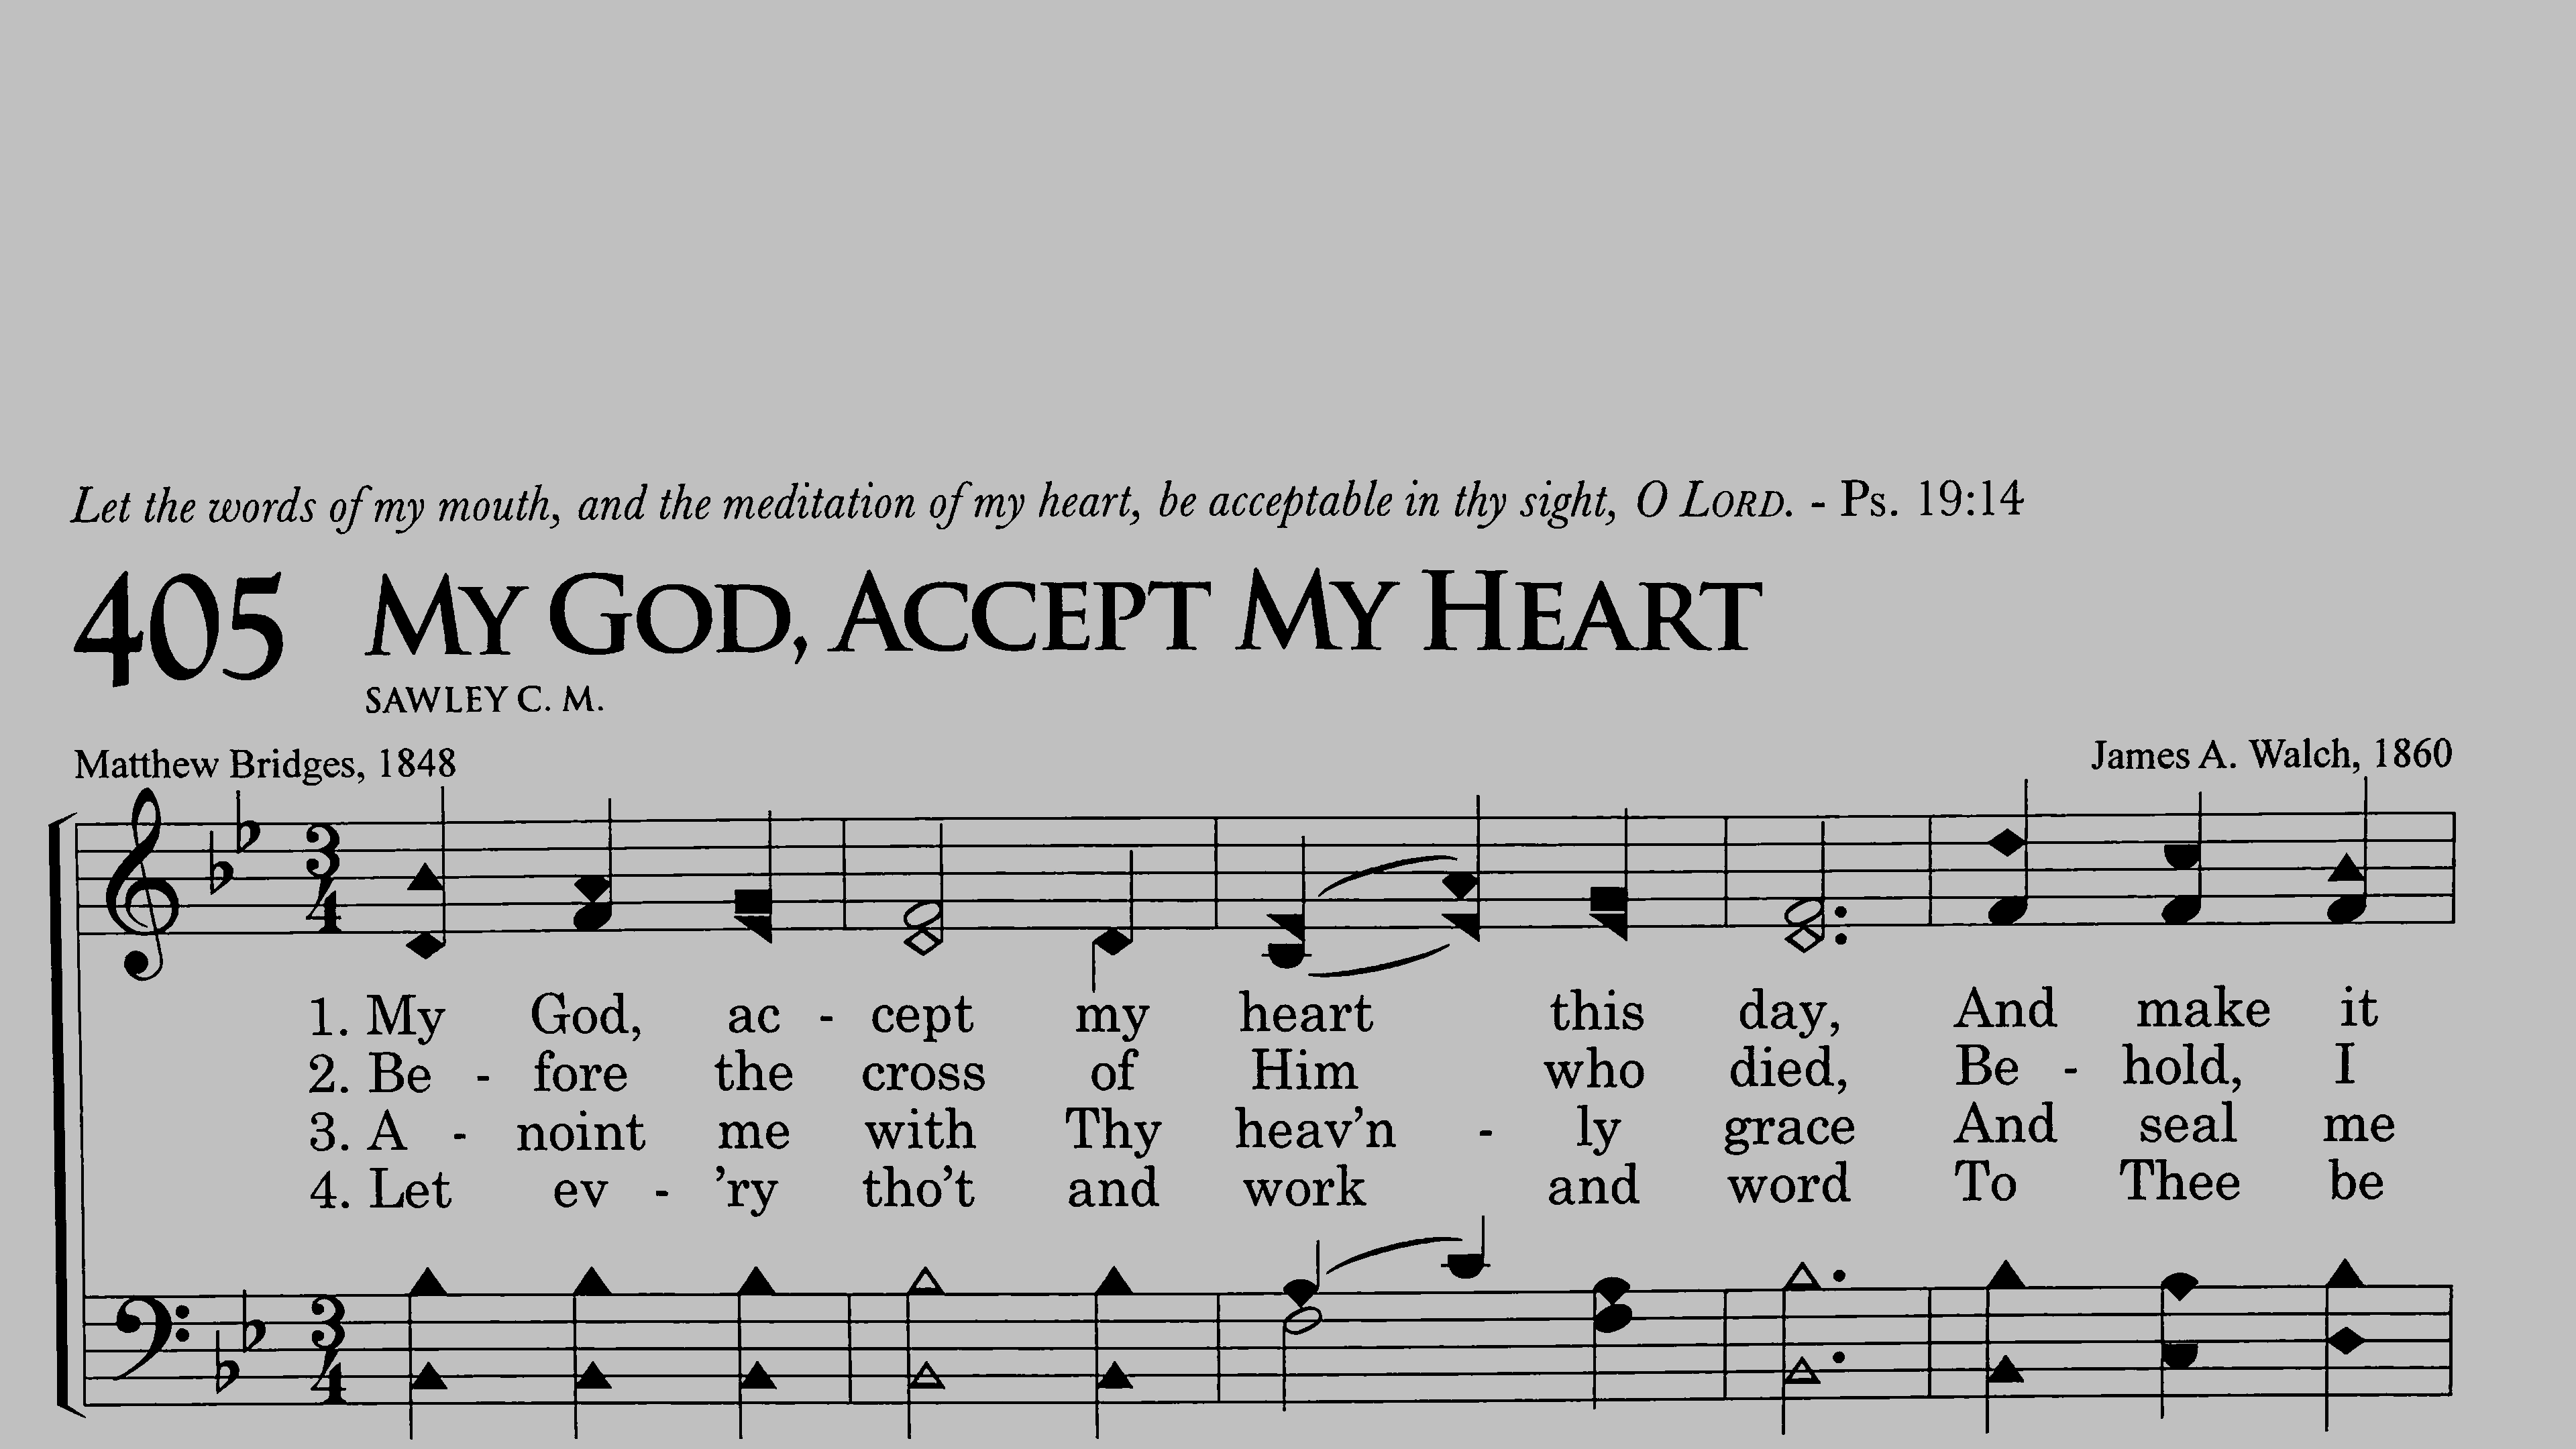 Let the words of my mouth, and the meditation of my heart, be acceptable in thy sight, O LORD. - Ps. 19:14
405 MY GOD, ACCEPT MY HEART
SAWLEY C. M.
Matthew Bridges, 1848 James A. Walch, 1860
3
4
1. My God, ac - cept my heart this day, And make it
2. Be - fore the cross of Him who died, Be - hold, I
3. A - noint me with Thy heav'n - ly grace And seal me
4. Let ev - 'ry tho't and work and word To Thee be
3
4